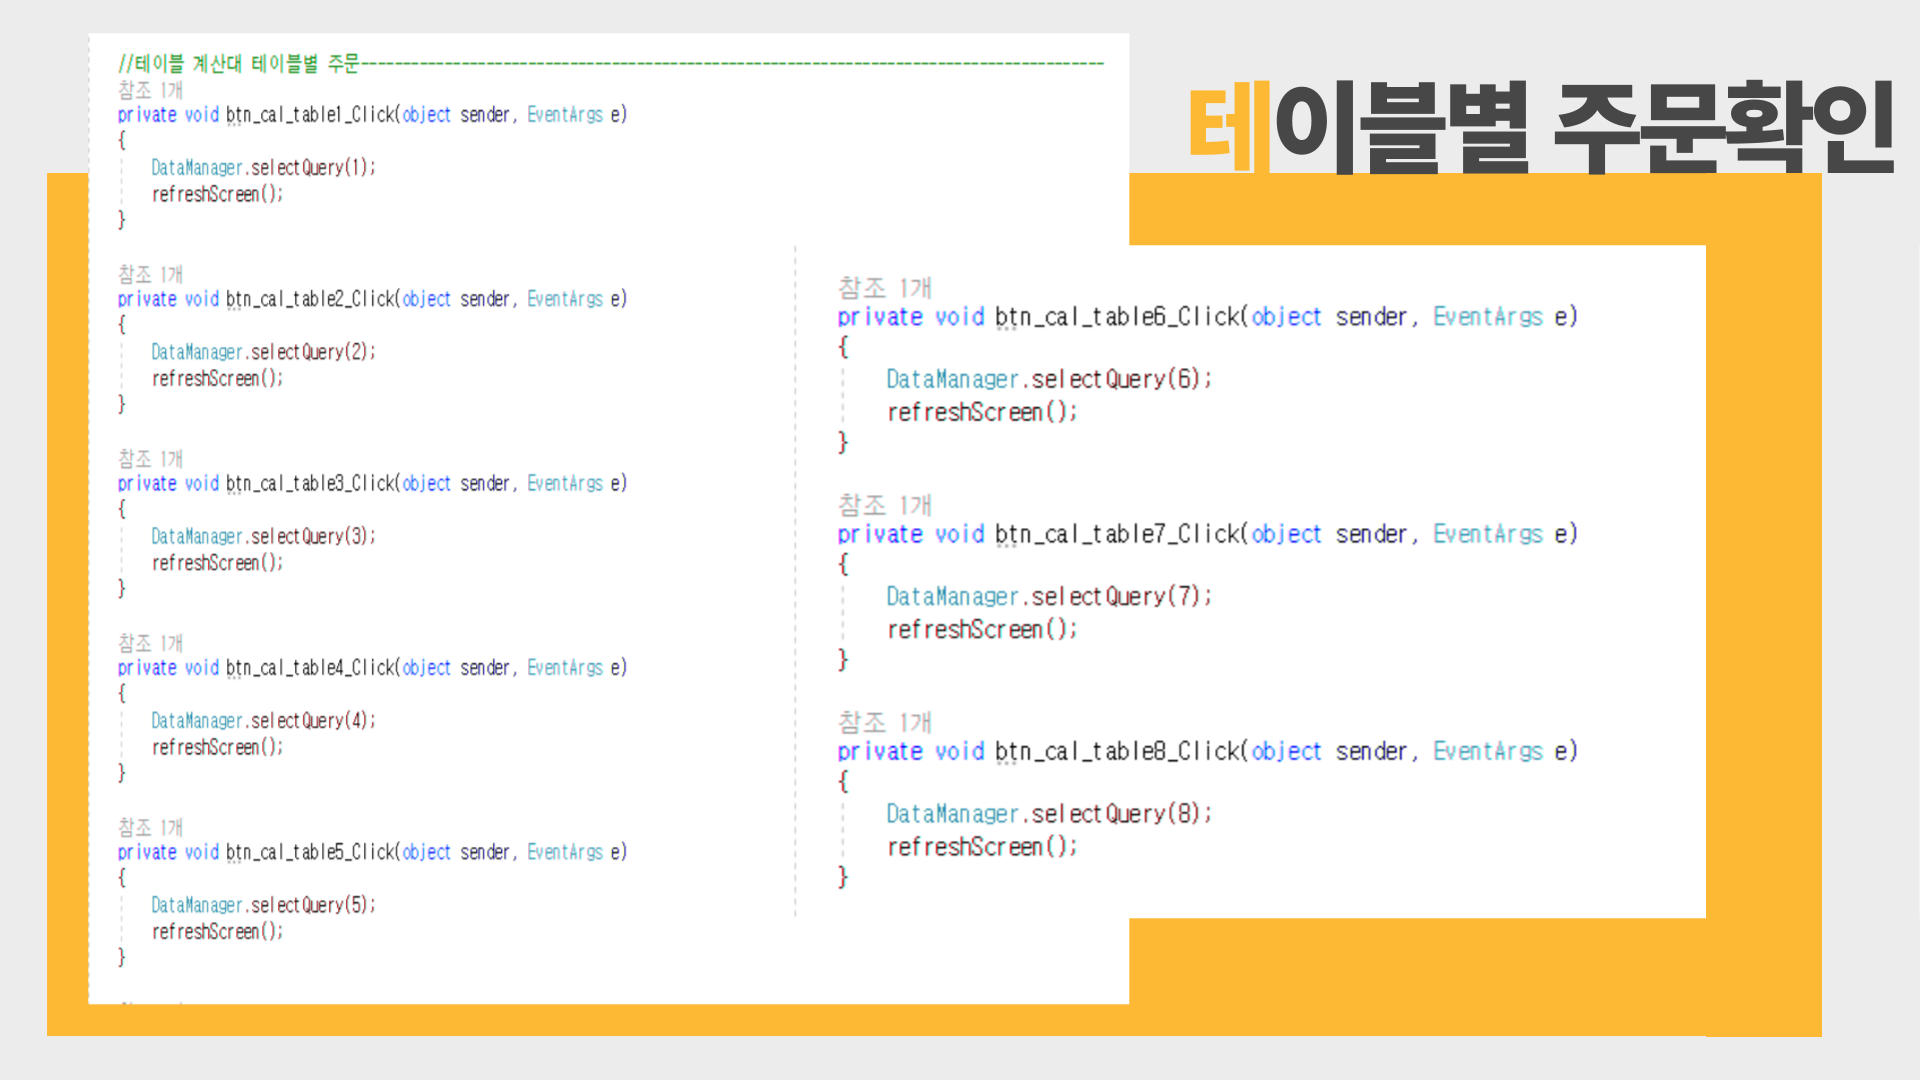 테이블별 주문확인
//테이블 계산대 테이블별 주문------------------------------------------------------------------------------------------
참조 1개
private void btn_cal_table1_Click(object sender, EventArgs e)
{
DataManager.selectQuery(1);
refreshScreen();
}
참조 1개
private void btn_cal_table2_Click(object sender, EventArgs e)
{
DataManager.selectQuery(2);
refreshScreen();
}
참조 1개
private void btn_cal_table3_Click(object sender, EventArgs e)
{
DataManager.selectQuery(3);
refreshScreen();
}
참조 1개
private void btn_cal_table4_Click(object sender, EventArgs e)
{
DataManager.selectQuery(4);
refreshScreen();
}
참조 1개
private void btn_cal_table5_Click(object sender, EventArgs e)
{
DataManager.selectQuery(5);
refreshScreen();
}
참조 1개
private void btn_cal_table6_Click(object sender, EventArgs e)
{
DataManager.selectQuery(6);
refreshScreen();
}
참조 1개
private void btn_cal_table7_Click(object sender, EventArgs e)
{
DataManager.selectQuery(7);
refreshScreen();
}
참조 1개
private void btn_cal_table8_Click(object sender, EventArgs e)
{
DataManager.selectQuery(8);
refreshScreen();
}